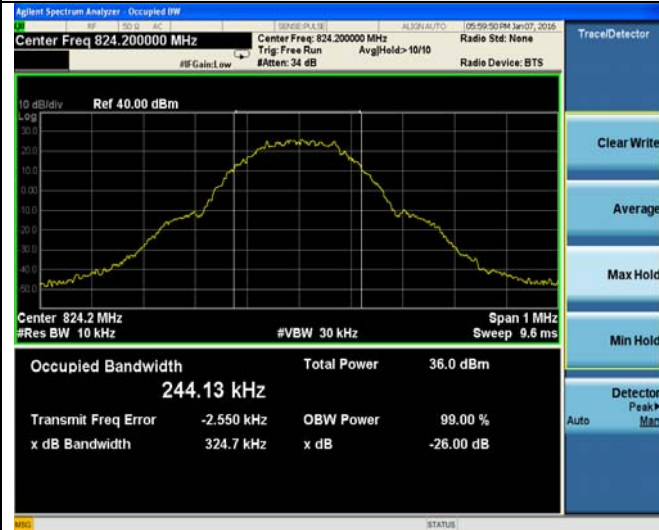 Agilent Spectrum Analyzer - Occupied BW
RF 50 Ω AC SENSE:PULSE ALIGN AUTO 05:59:50 PM Jan 07, 2016
Center Freq 824.200000 MHz Center Freq: 824.200000 MHz Radio Std: None
Trig: Free Run Avg|Hold:> 10/10
#IFGain:Low #Atten: 34 dB Radio Device: BTS
Trace/Detector
10 dB/div Ref 40.00 dBm
Log
30.0
20.0
10.0
0.00
-10.0
-20.0
-30.0
-40.0
-50.0
Center 824.2 MHz Span 1 MHz
#Res BW 10 kHz #VBW 30 kHz Sweep 9.6 ms
Occupied Bandwidth Total Power 36.0 dBm
244.13 kHz
Transmit Freq Error -2.550 kHz OBW Power 99.00 %
x dB Bandwidth 324.7 kHz x dB -26.00 dB
Clear Write
Average
Max Hold
Min Hold
Detector
Peak▶
Auto Man
MSG STATUS